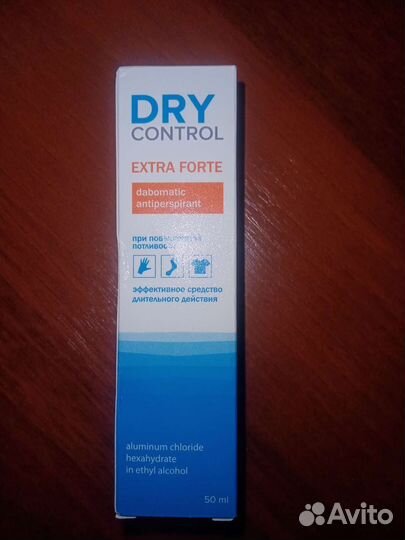 DRY
CONTROL
EXTRA FORTE
dabomatic
antiperspirant
при
эффективное средство
длительного действия
aluminum chloride
hexahydrate
in ethyl alcohol
50 ml
Avito